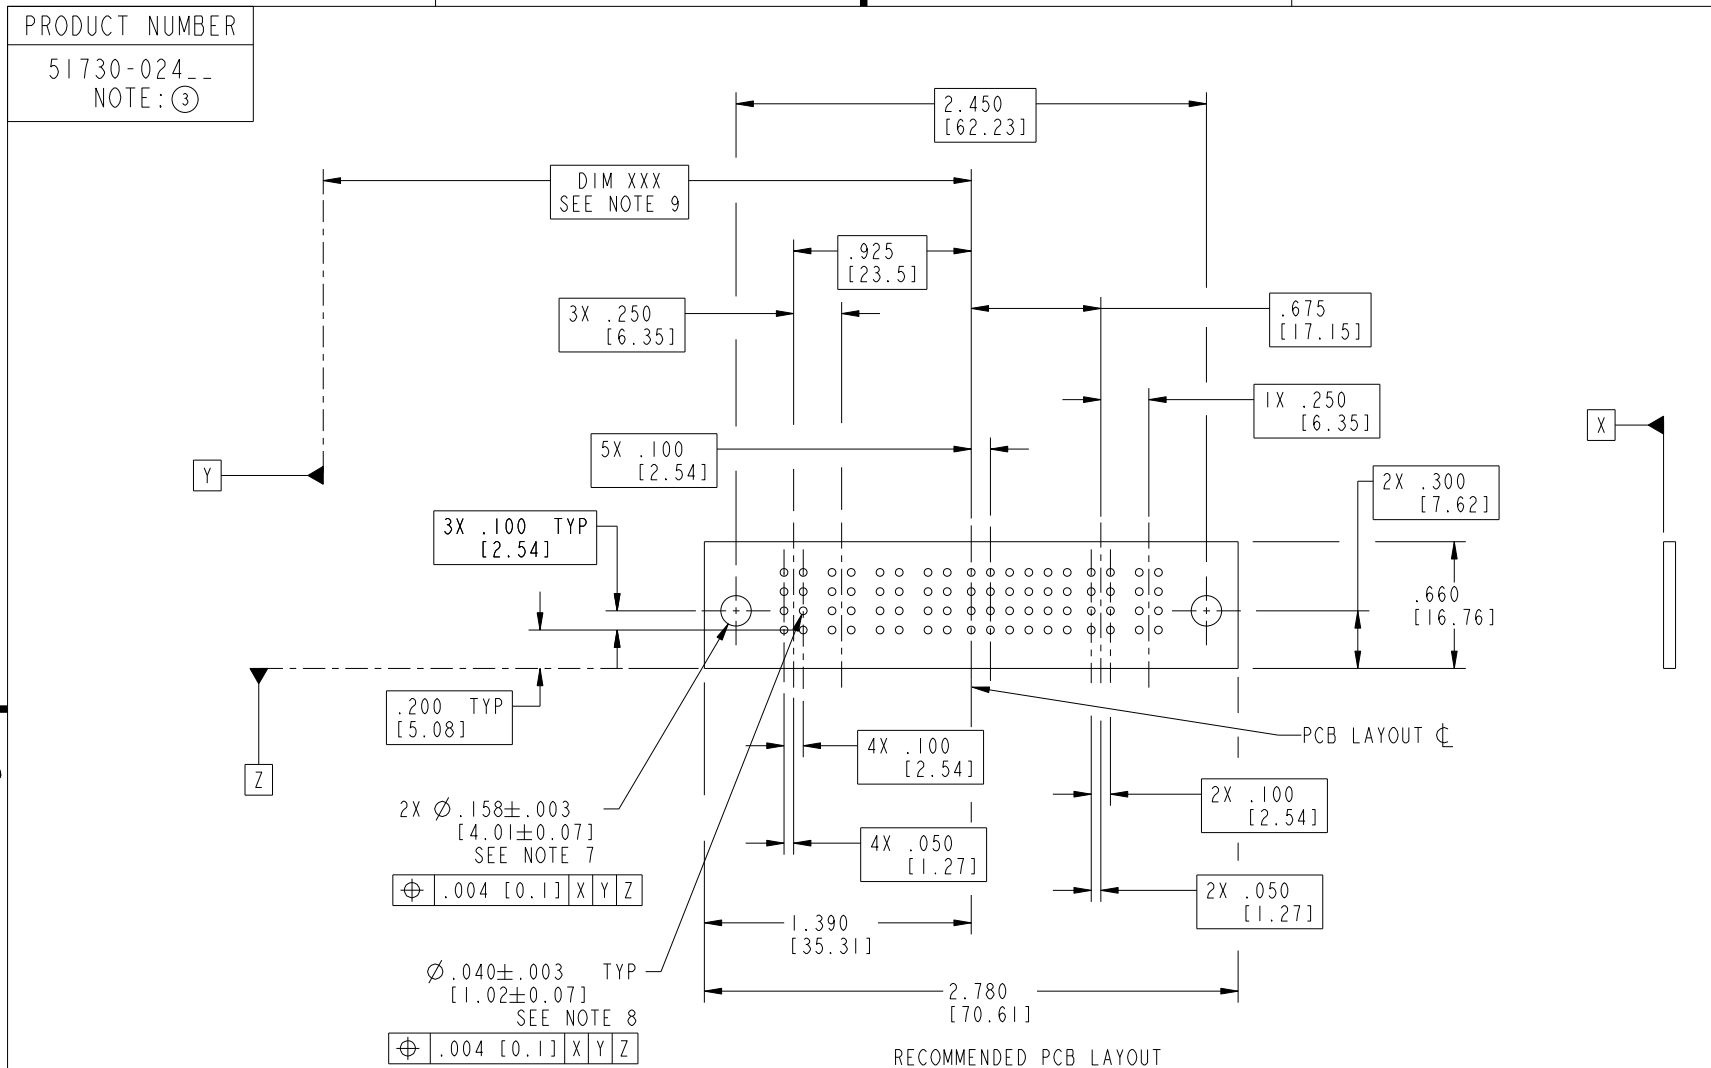 PRODUCT NUMBER
51730-024__
NOTE: 3
2.450
[62.23]
DIM XXX
SEE NOTE 9
.925
[23.5]
3X .250
[6.35]
.675
[17.15]
1X .250
[6.35]
X
5X .100
[2.54]
Y
2X .300
[7.62]
3X .100 TYP
[2.54]
.660
[16.76]
.200 TYP
[5.08]
PCB LAYOUT ℄
4X .100
[2.54]
Z
2X .100
[2.54]
2X Ø.158±.003
[4.01±0.07]
SEE NOTE 7
4X .050
[1.27]
⌖ .004 [0.1] X Y Z
2X .050
[1.27]
1.390
[35.31]
Ø.040±.003 TYP
[1.02±0.07]
SEE NOTE 8
2.780
[70.61]
⌖ .004 [0.1] X Y Z
RECOMMENDED PCB LAYOUT